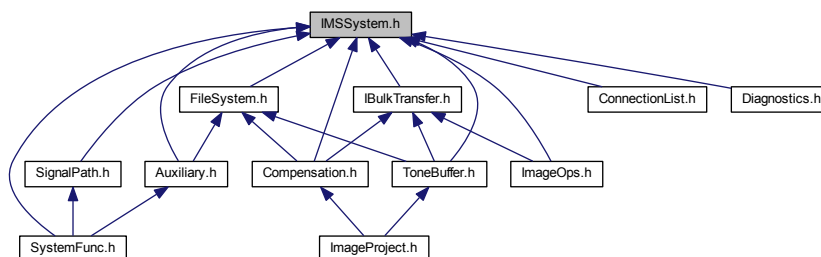 IMSSystem.h
FileSystem.h
IBulkTransfer.h
ConnectionList.h
Diagnostics.h
SignalPath.h
Auxiliary.h
Compensation.h
ToneBuffer.h
ImageOps.h
SystemFunc.h
ImageProject.h